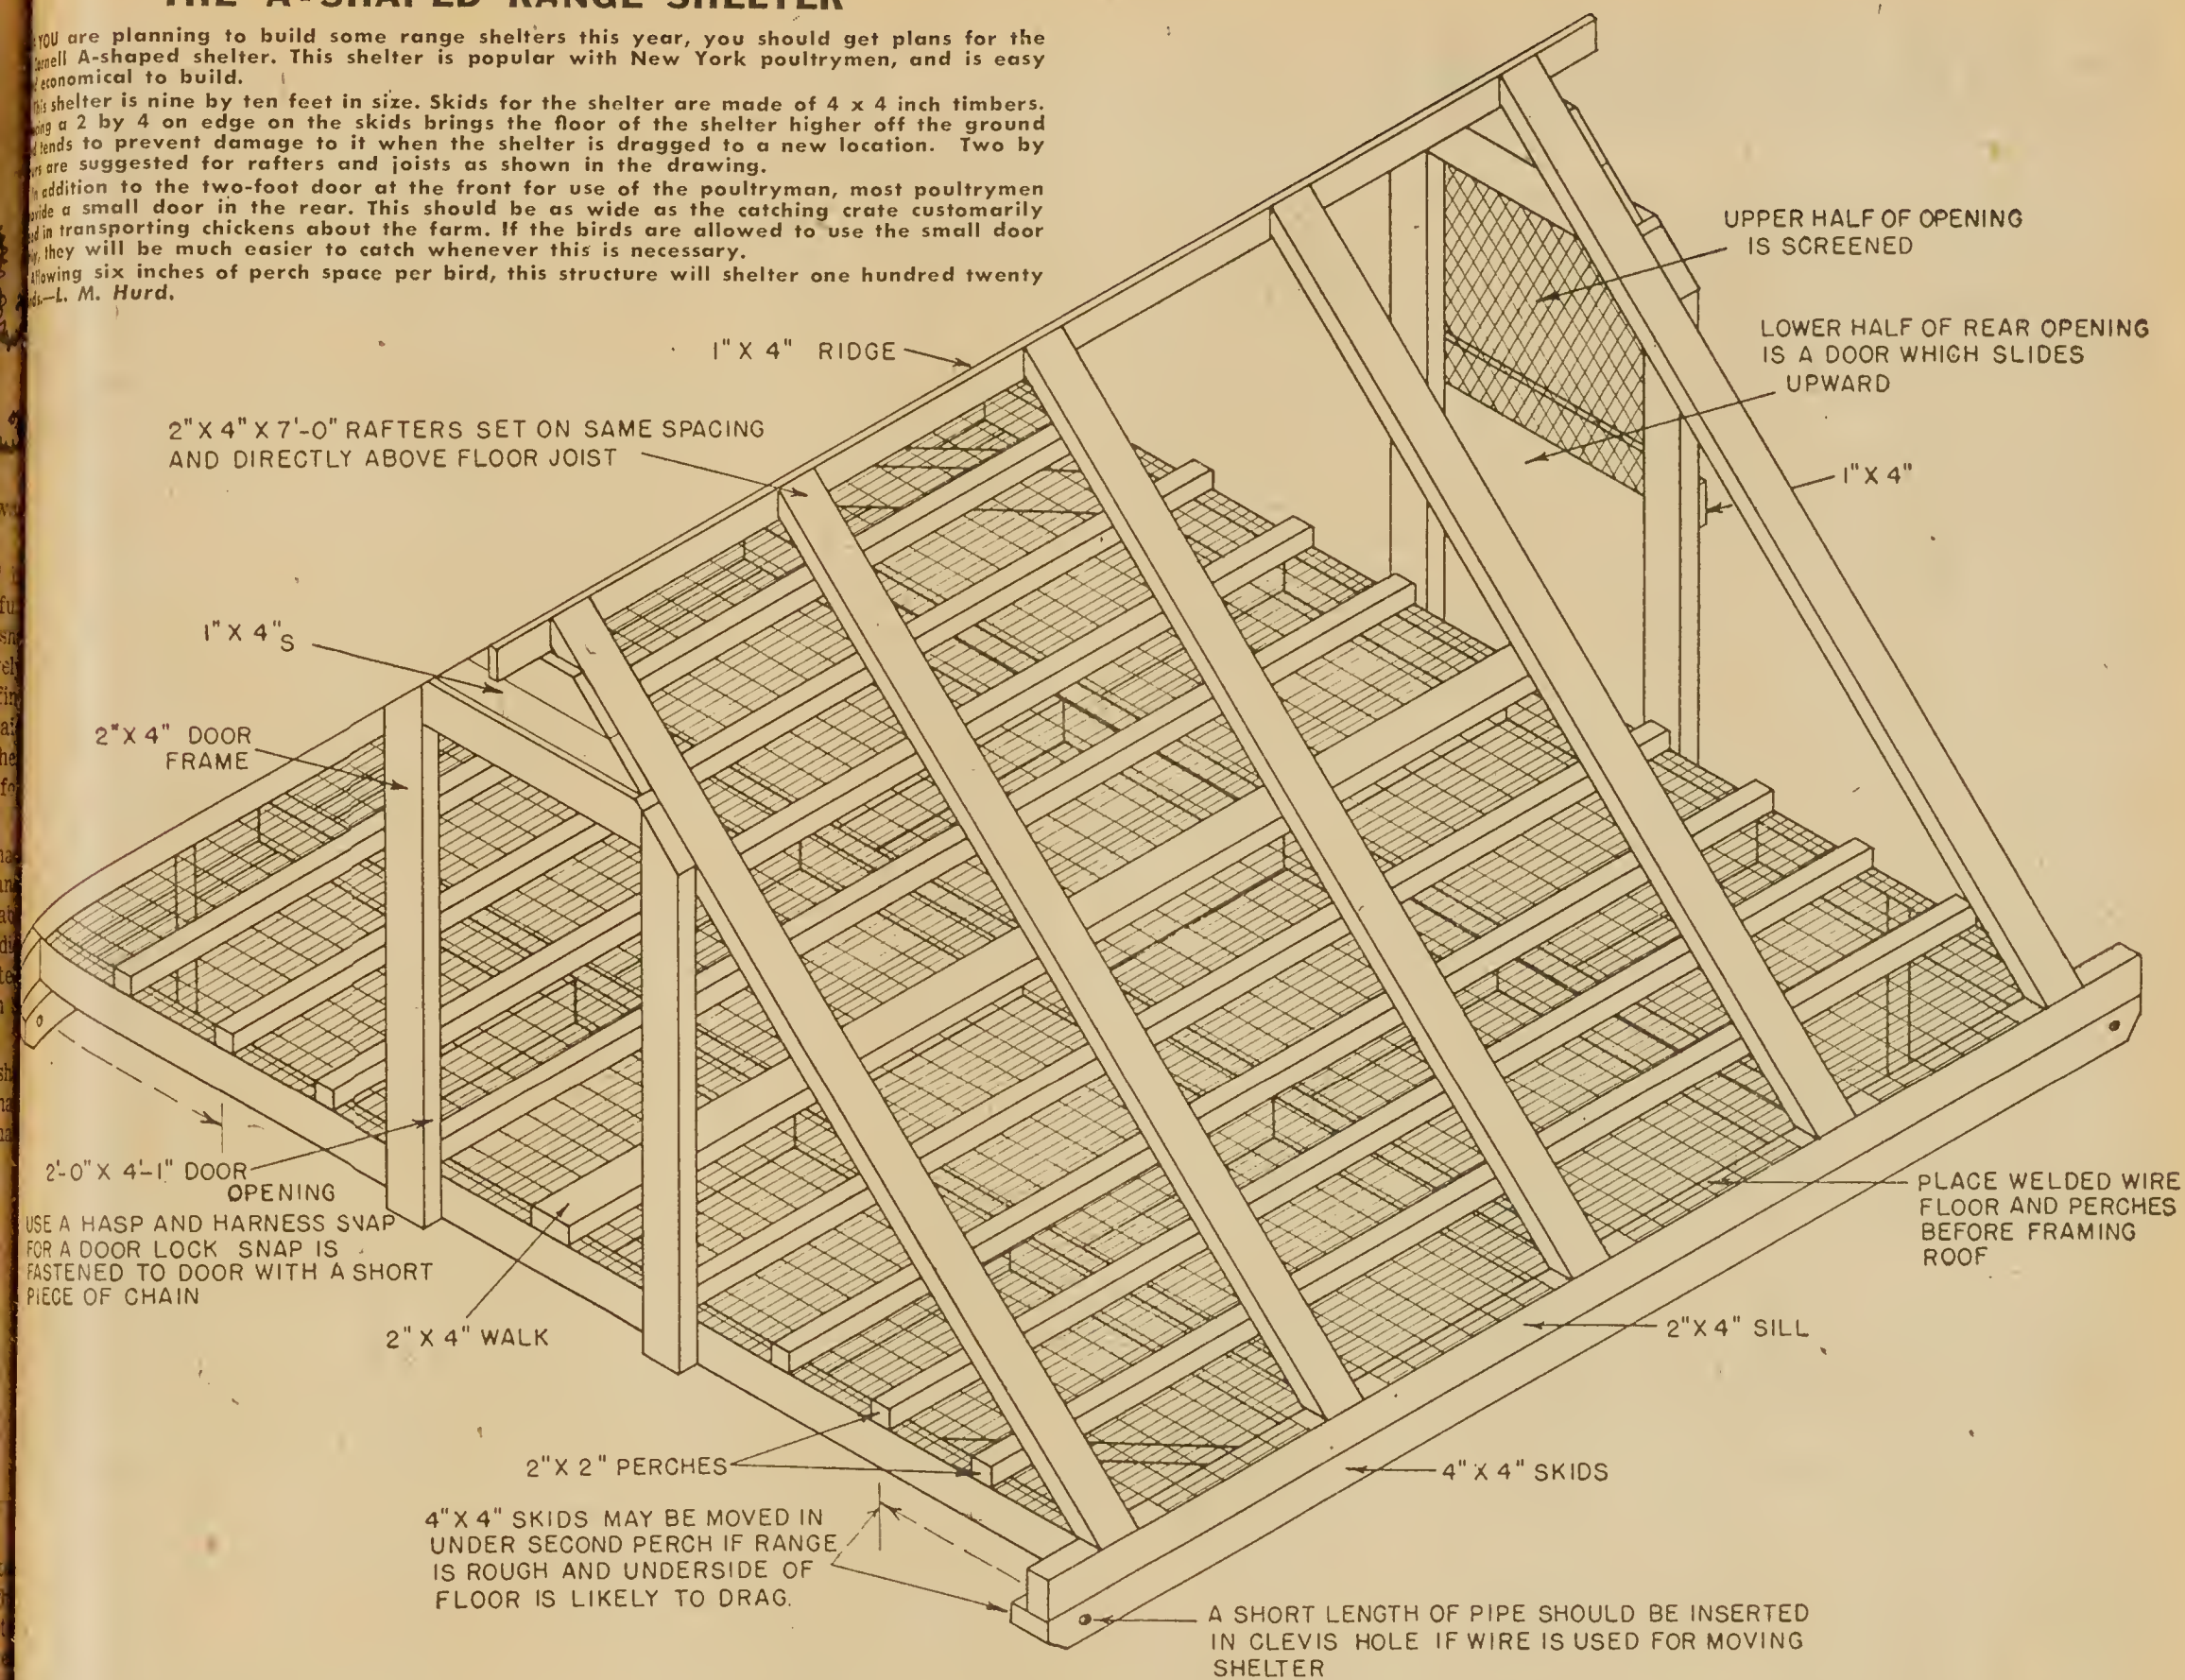 THE A-SHAPED RANGE SHELTER
YOU are planning to build some range shelters this year, you should get plans for the
A-shaped shelter. This shelter is popular with New York poultrymen, and is easy
economical to build.
shelter is nine by ten feet in size. Skids for the shelter are made of 4 x 4 inch timbers.
a 2 by 4 on edge on the skids brings the floor of the shelter higher off the ground
tends to prevent damage to it when the shelter is dragged to a new location. Two by
are suggested for rafters and joists as shown in the drawing.
addition to the two-foot door at the front for use of the poultryman, most poultrymen
a small door in the rear. This should be as wide as the catching crate customarily
in transporting chickens about the farm. If the birds are allowed to use the small door
they will be much easier to catch whenever this is necessary.
Allowing six inches of perch space per bird, this structure will shelter one hundred twenty
—L. M. Hurd.
UPPER HALF OF OPENING
IS SCREENED
LOWER HALF OF REAR OPENING
IS A DOOR WHICH SLIDES
UPWARD
1" X 4" RIDGE
2" X 4" X 7'-0" RAFTERS SET ON SAME SPACING
AND DIRECTLY ABOVE FLOOR JOIST
1" X 4"
1" X 4"S
2" X 4" DOOR
FRAME
2'-0" X 4'-1" DOOR
OPENING
USE A HASP AND HARNESS SNAP
FOR A DOOR LOCK SNAP IS
FASTENED TO DOOR WITH A SHORT
PIECE OF CHAIN
PLACE WELDED WIRE
FLOOR AND PERCHES
BEFORE FRAMING
ROOF
2" X 4" WALK
2" X 4" SILL
2" X 2" PERCHES
4" X 4" SKIDS
4" X 4" SKIDS MAY BE MOVED IN
UNDER SECOND PERCH IF RANGE
IS ROUGH AND UNDERSIDE OF
FLOOR IS LIKELY TO DRAG.
A SHORT LENGTH OF PIPE SHOULD BE INSERTED
IN CLEVIS HOLE IF WIRE IS USED FOR MOVING
SHELTER